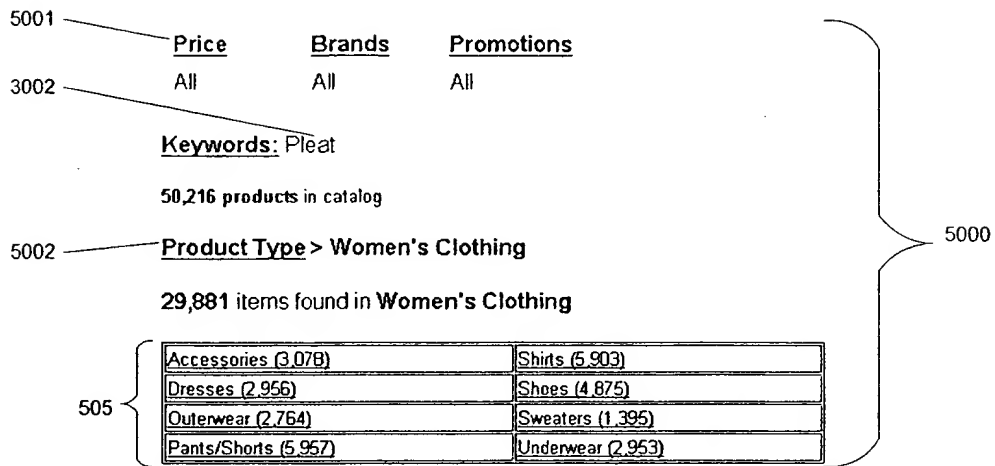 5001
Price Brands Promotions
All All All
3002
Keywords: Pleat
50,216 products in catalog
5002
Product Type > Women's Clothing
5000
29,881 items found in Women's Clothing
505
Accessories (3,078) Shirts (5,903)
Dresses (2,956) Shoes (4,875)
Outerwear (2,764) Sweaters (1,395)
Pants/Shorts (5,957) Underwear (2,953)